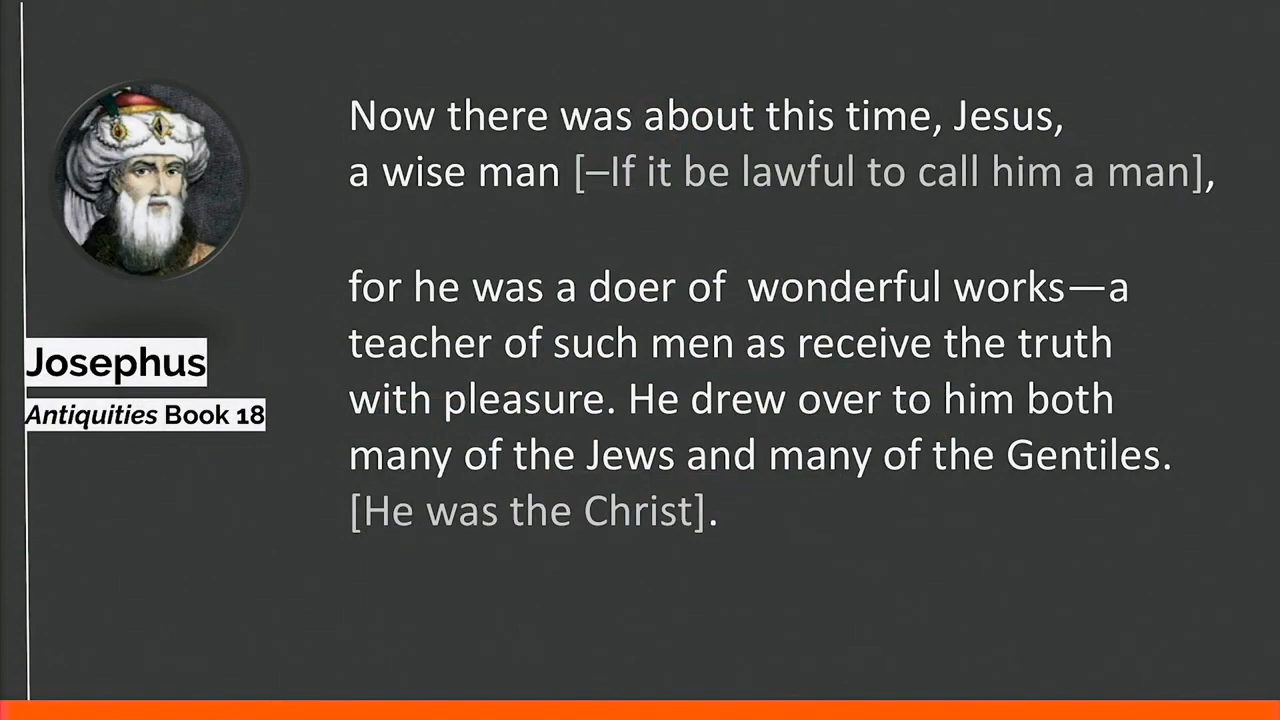 Now there was about this time, Jesus,
a wise man [–If it be lawful to call him a man],
for he was a doer of  wonderful works—a
teacher of such men as receive the truth
with pleasure. He drew over to him both
many of the Jews and many of the Gentiles.
[He was the Christ].
Josephus
Antiquities Book 18